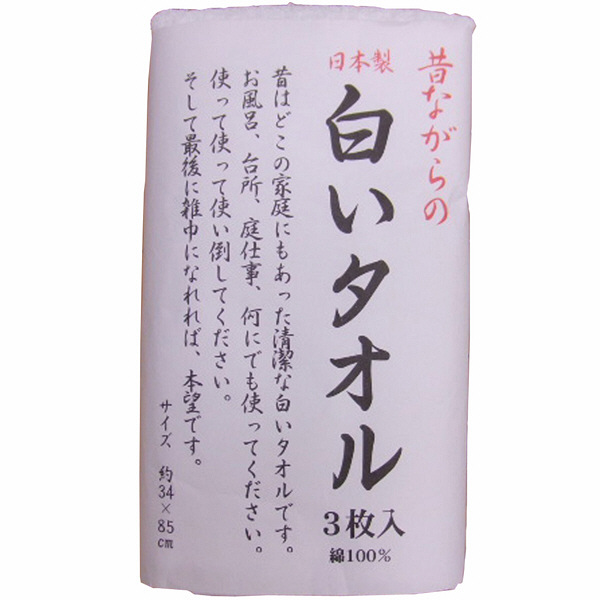 昔ながらの
日本製
白いタオル
3枚入
綿100%
昔はどこの家庭にもあった清潔な白いタオルです。
お風呂、台所、庭仕事、何にでも使ってください。
使って使って使い倒してください。
そして最後に雑巾になれれば、本望です。
サイズ 約34×85cm